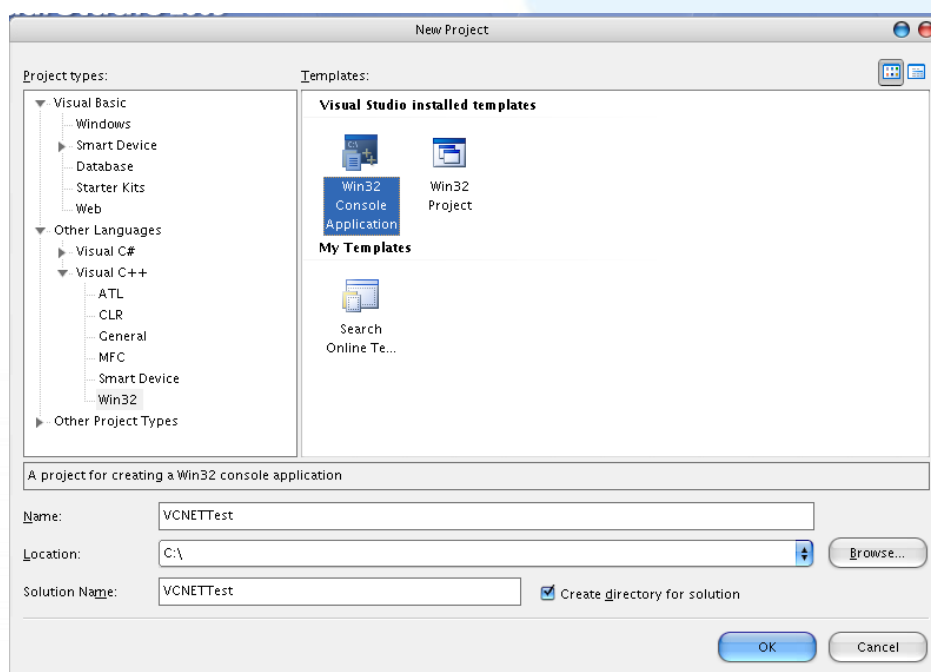 New Project
Project types:
Templates:
Visual Basic
Windows
Smart Device
Database
Starter Kits
Web
Other Languages
Visual C#
Visual C++
ATL
CLR
General
MFC
Smart Device
Win32
Other Project Types
Visual Studio installed templates
Win32
Console
Application
Win32
Project
My Templates
Search
Online Te...
A project for creating a Win32 console application
Name:
VCNETTest
Location:
C:\
Browse...
Solution Name:
VCNETTest
Create directory for solution
OK
Cancel